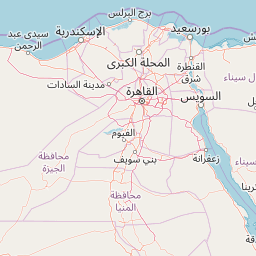 برج البرلس
بورسعيد
الإسكندرية
سيدي عبد
الرحمن
المحلة الكبرى
القنطرة
شرق
مدينة السادات
القاهرة
السويس
الفيوم
محافظة
الجيزة
بني سويف
زعفرانة
محافظة
المنيا